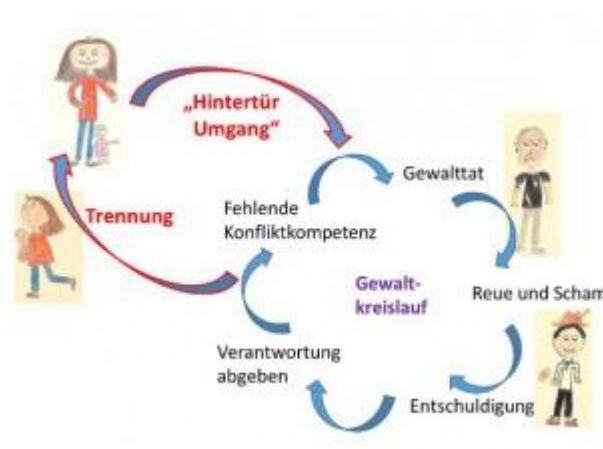 „Hintertür
Umgang“
Gewalttat
Trennung
Fehlende
Konfliktkompetenz
Gewalt-
kreislauf
Reue und Scham
Verantwortung
abgeben
Entschuldigung